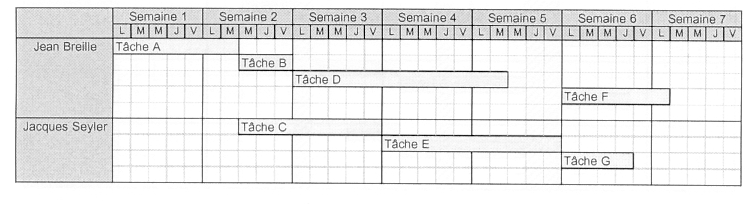 Semaine 1 Semaine 2 Semaine 3 Semaine 4 Semaine 5 Semaine 6 Semaine 7
L M M J V L M M J V L M M J V L M M J V L M M J V L M M J V L M M J V
Jean Breille Tâche A
Tâche B
Tâche D
Tâche F
Jacques Seyler Tâche C
Tâche E
Tâche G